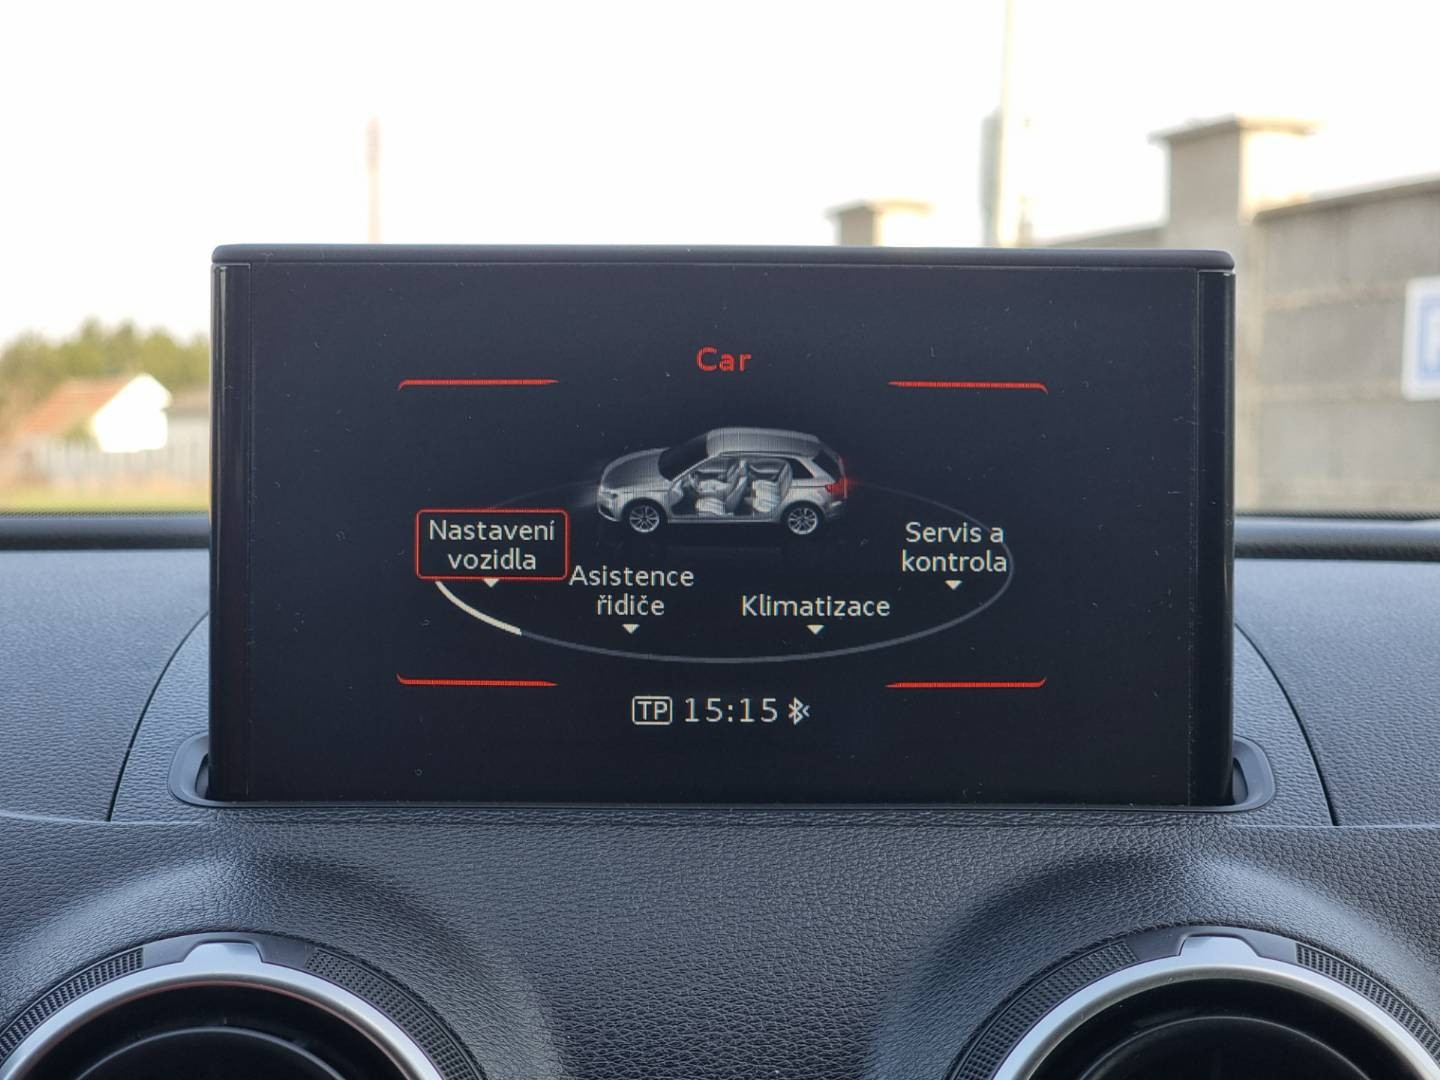 Car
Nastavení
vozidla
Asistence
řidiče
Klimatizace
Servis a
kontrola
TP 15:15